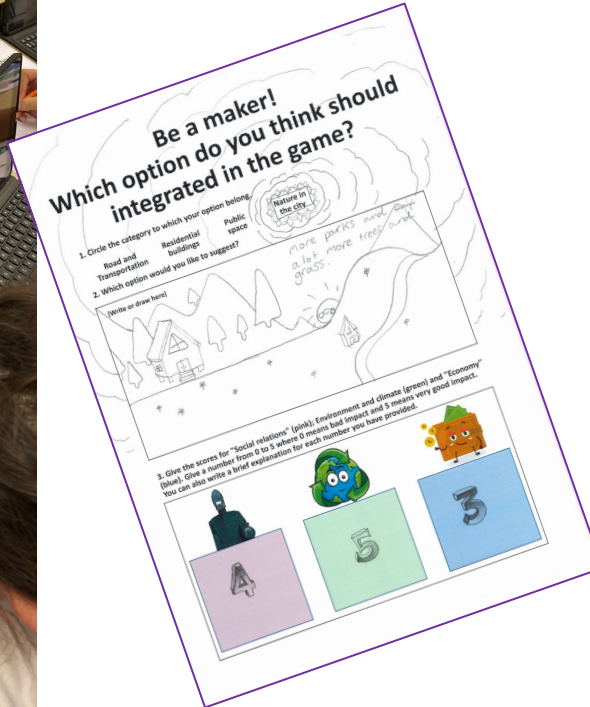 Be a maker!
Which option do you think should
integrated in the game?
1. Circle the category to which your option belong.
Road and
Transportation
Residential
buildings
Public
space
Nature in
the city
2. Which option would you like to suggest?
(Write or draw here)
more parks and
a lot more trees and
grass.
3. Give the scores for "Social relations" (pink); Environment and climate (green) and "Economy"
(blue). Give a number from 0 to 5 where 0 means bad impact and 5 means very good impact.
You can also write a brief explanation for each number you have provided.
4
5
3